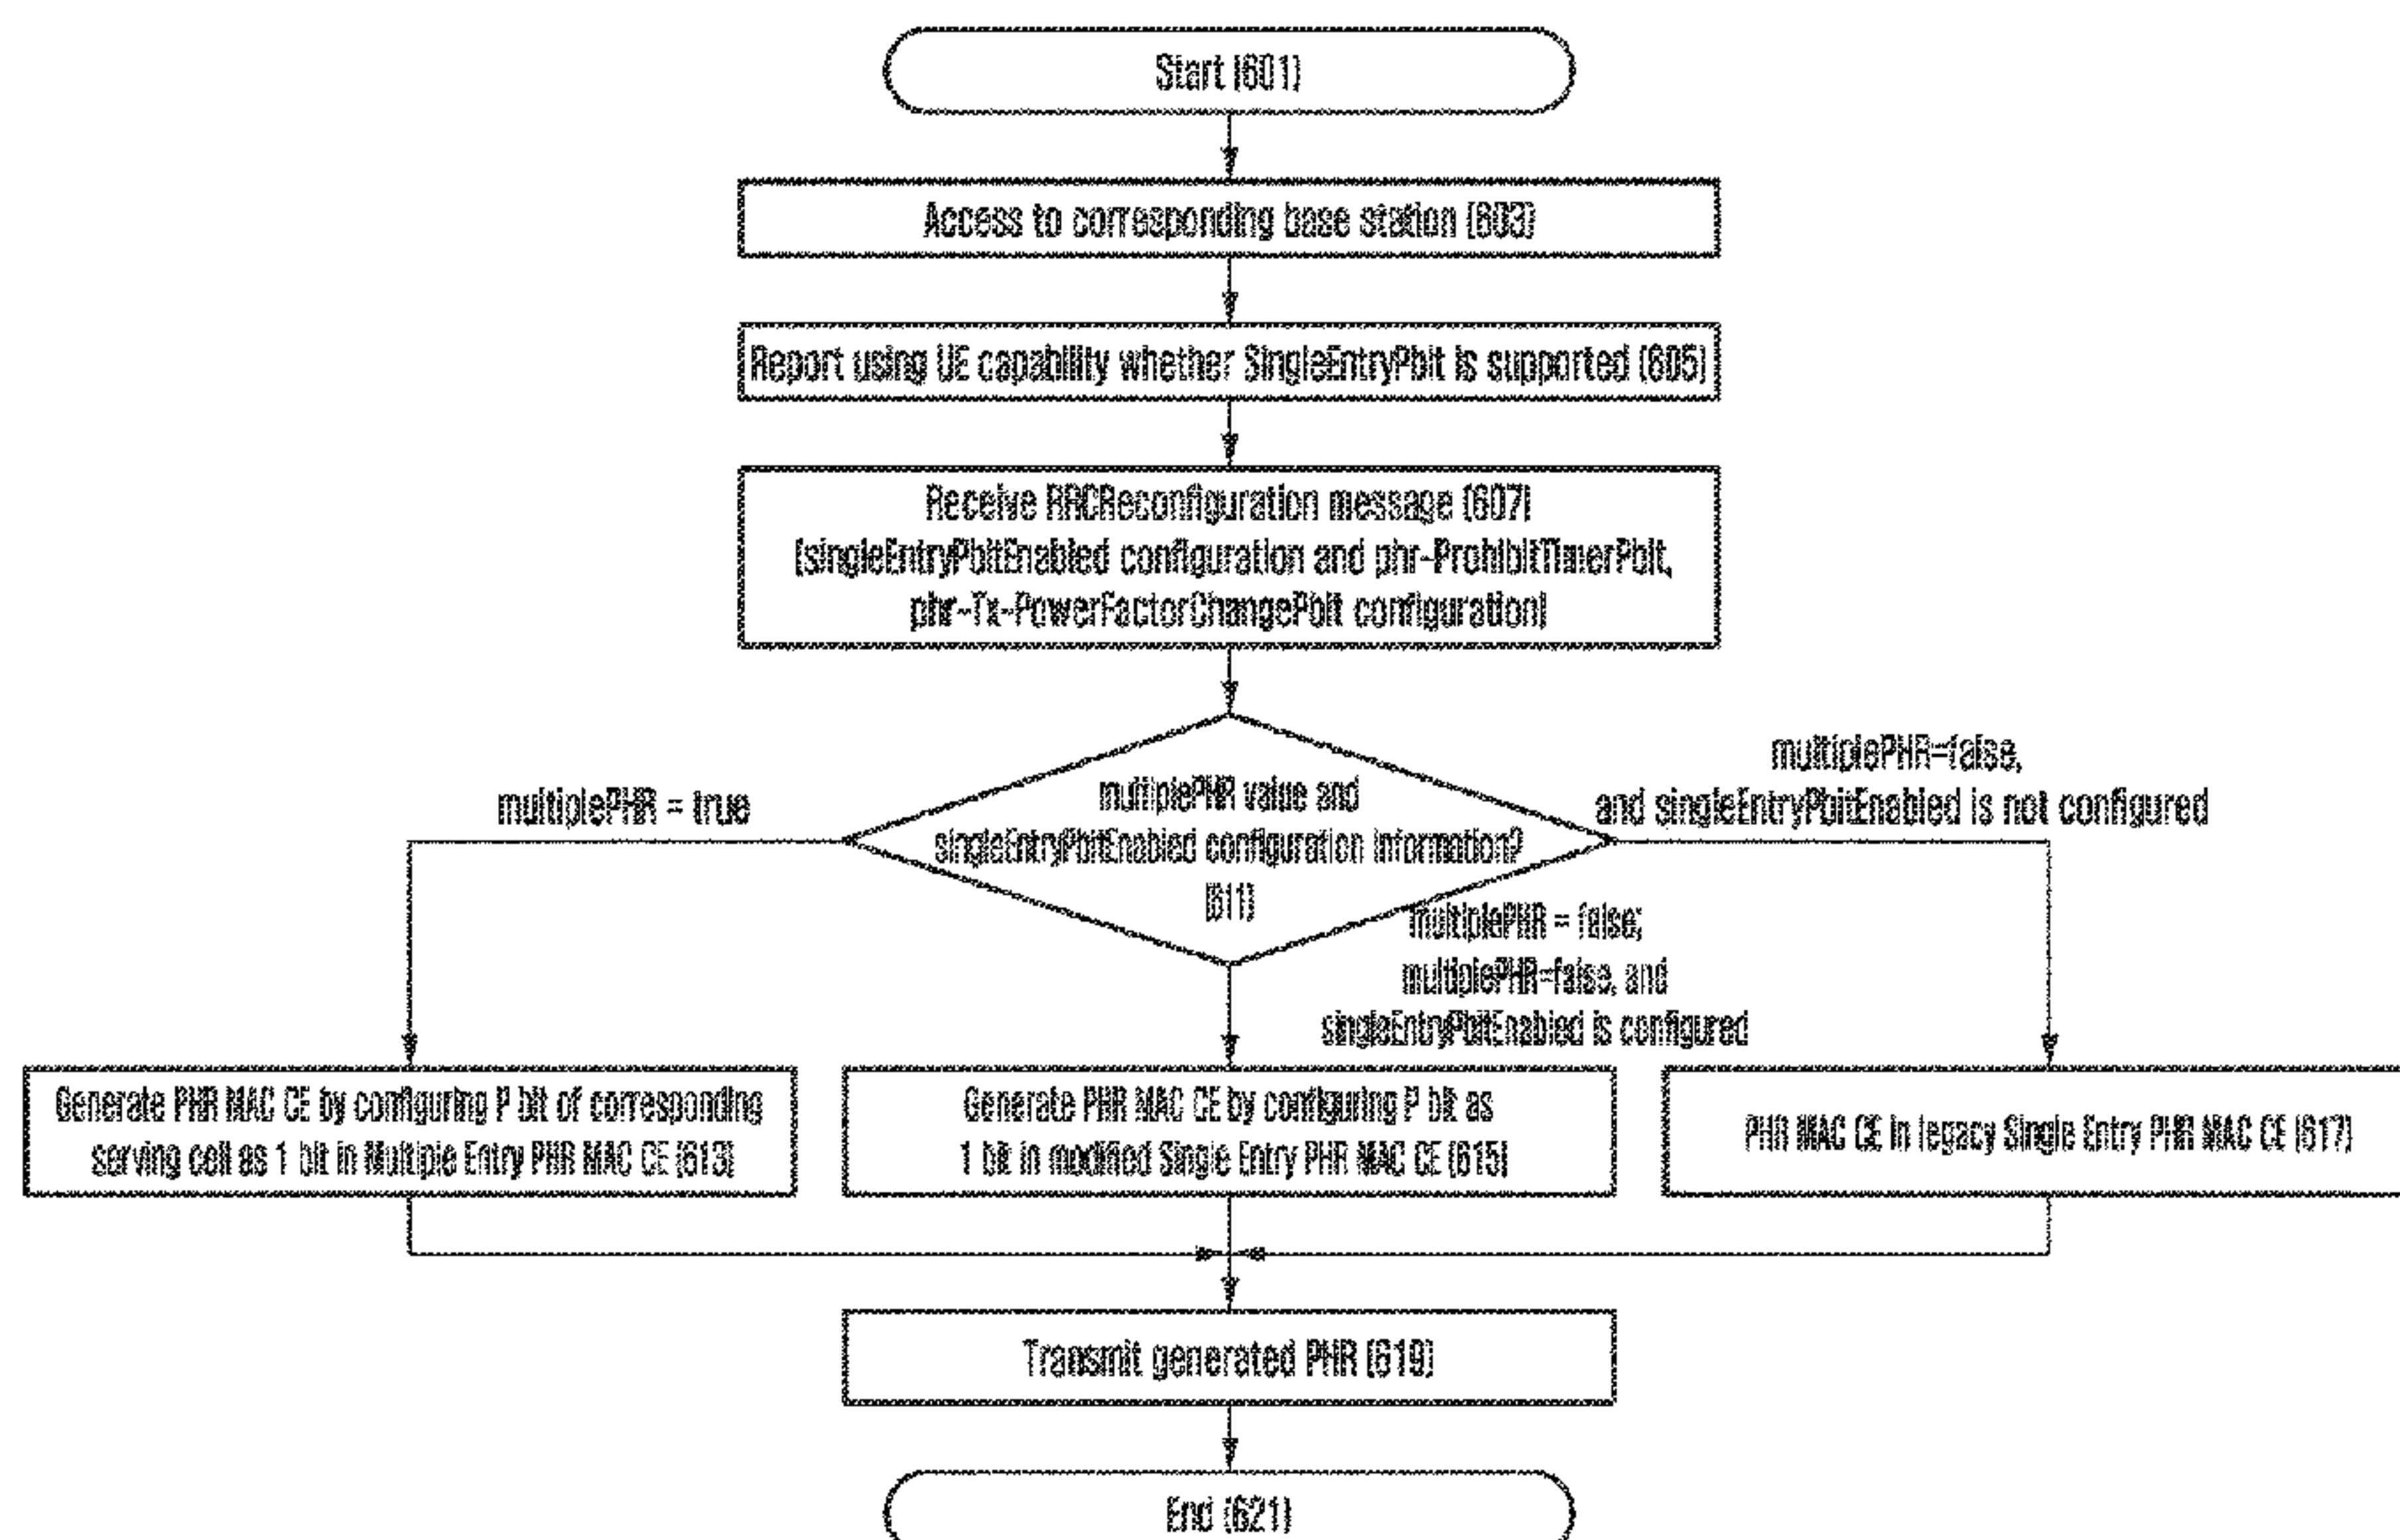 Start (601)
Access to corresponding base station (603)
Report using UE capability whether SingleEntryPbit is supported (605)
Receive RRCReconfiguration message (607)
(singleEntryPbitEnabled configuration and phr-ProhibitTimerPbit,
phr-Tx-PowerFactorChangePbit configuration)
multiplePHR value and
singleEntryPbitEnabled configuration information?
(611)
multiplePHR = true
multiplePHR=false,
and singleEntryPbitEnabled is not configured
multiplePHR = false;
multiplePHR=false, and
singleEntryPbitEnabled is configured
Generate PHR MAC CE by configuring P bit of corresponding
serving cell as 1 bit in Multiple Entry PHR MAC CE (613)
Generate PHR MAC CE by configuring P bit as
1 bit in modified Single Entry PHR MAC CE (615)
PHR MAC CE in legacy Single Entry PHR MAC CE (617)
Transmit generated PHR (619)
End (621)